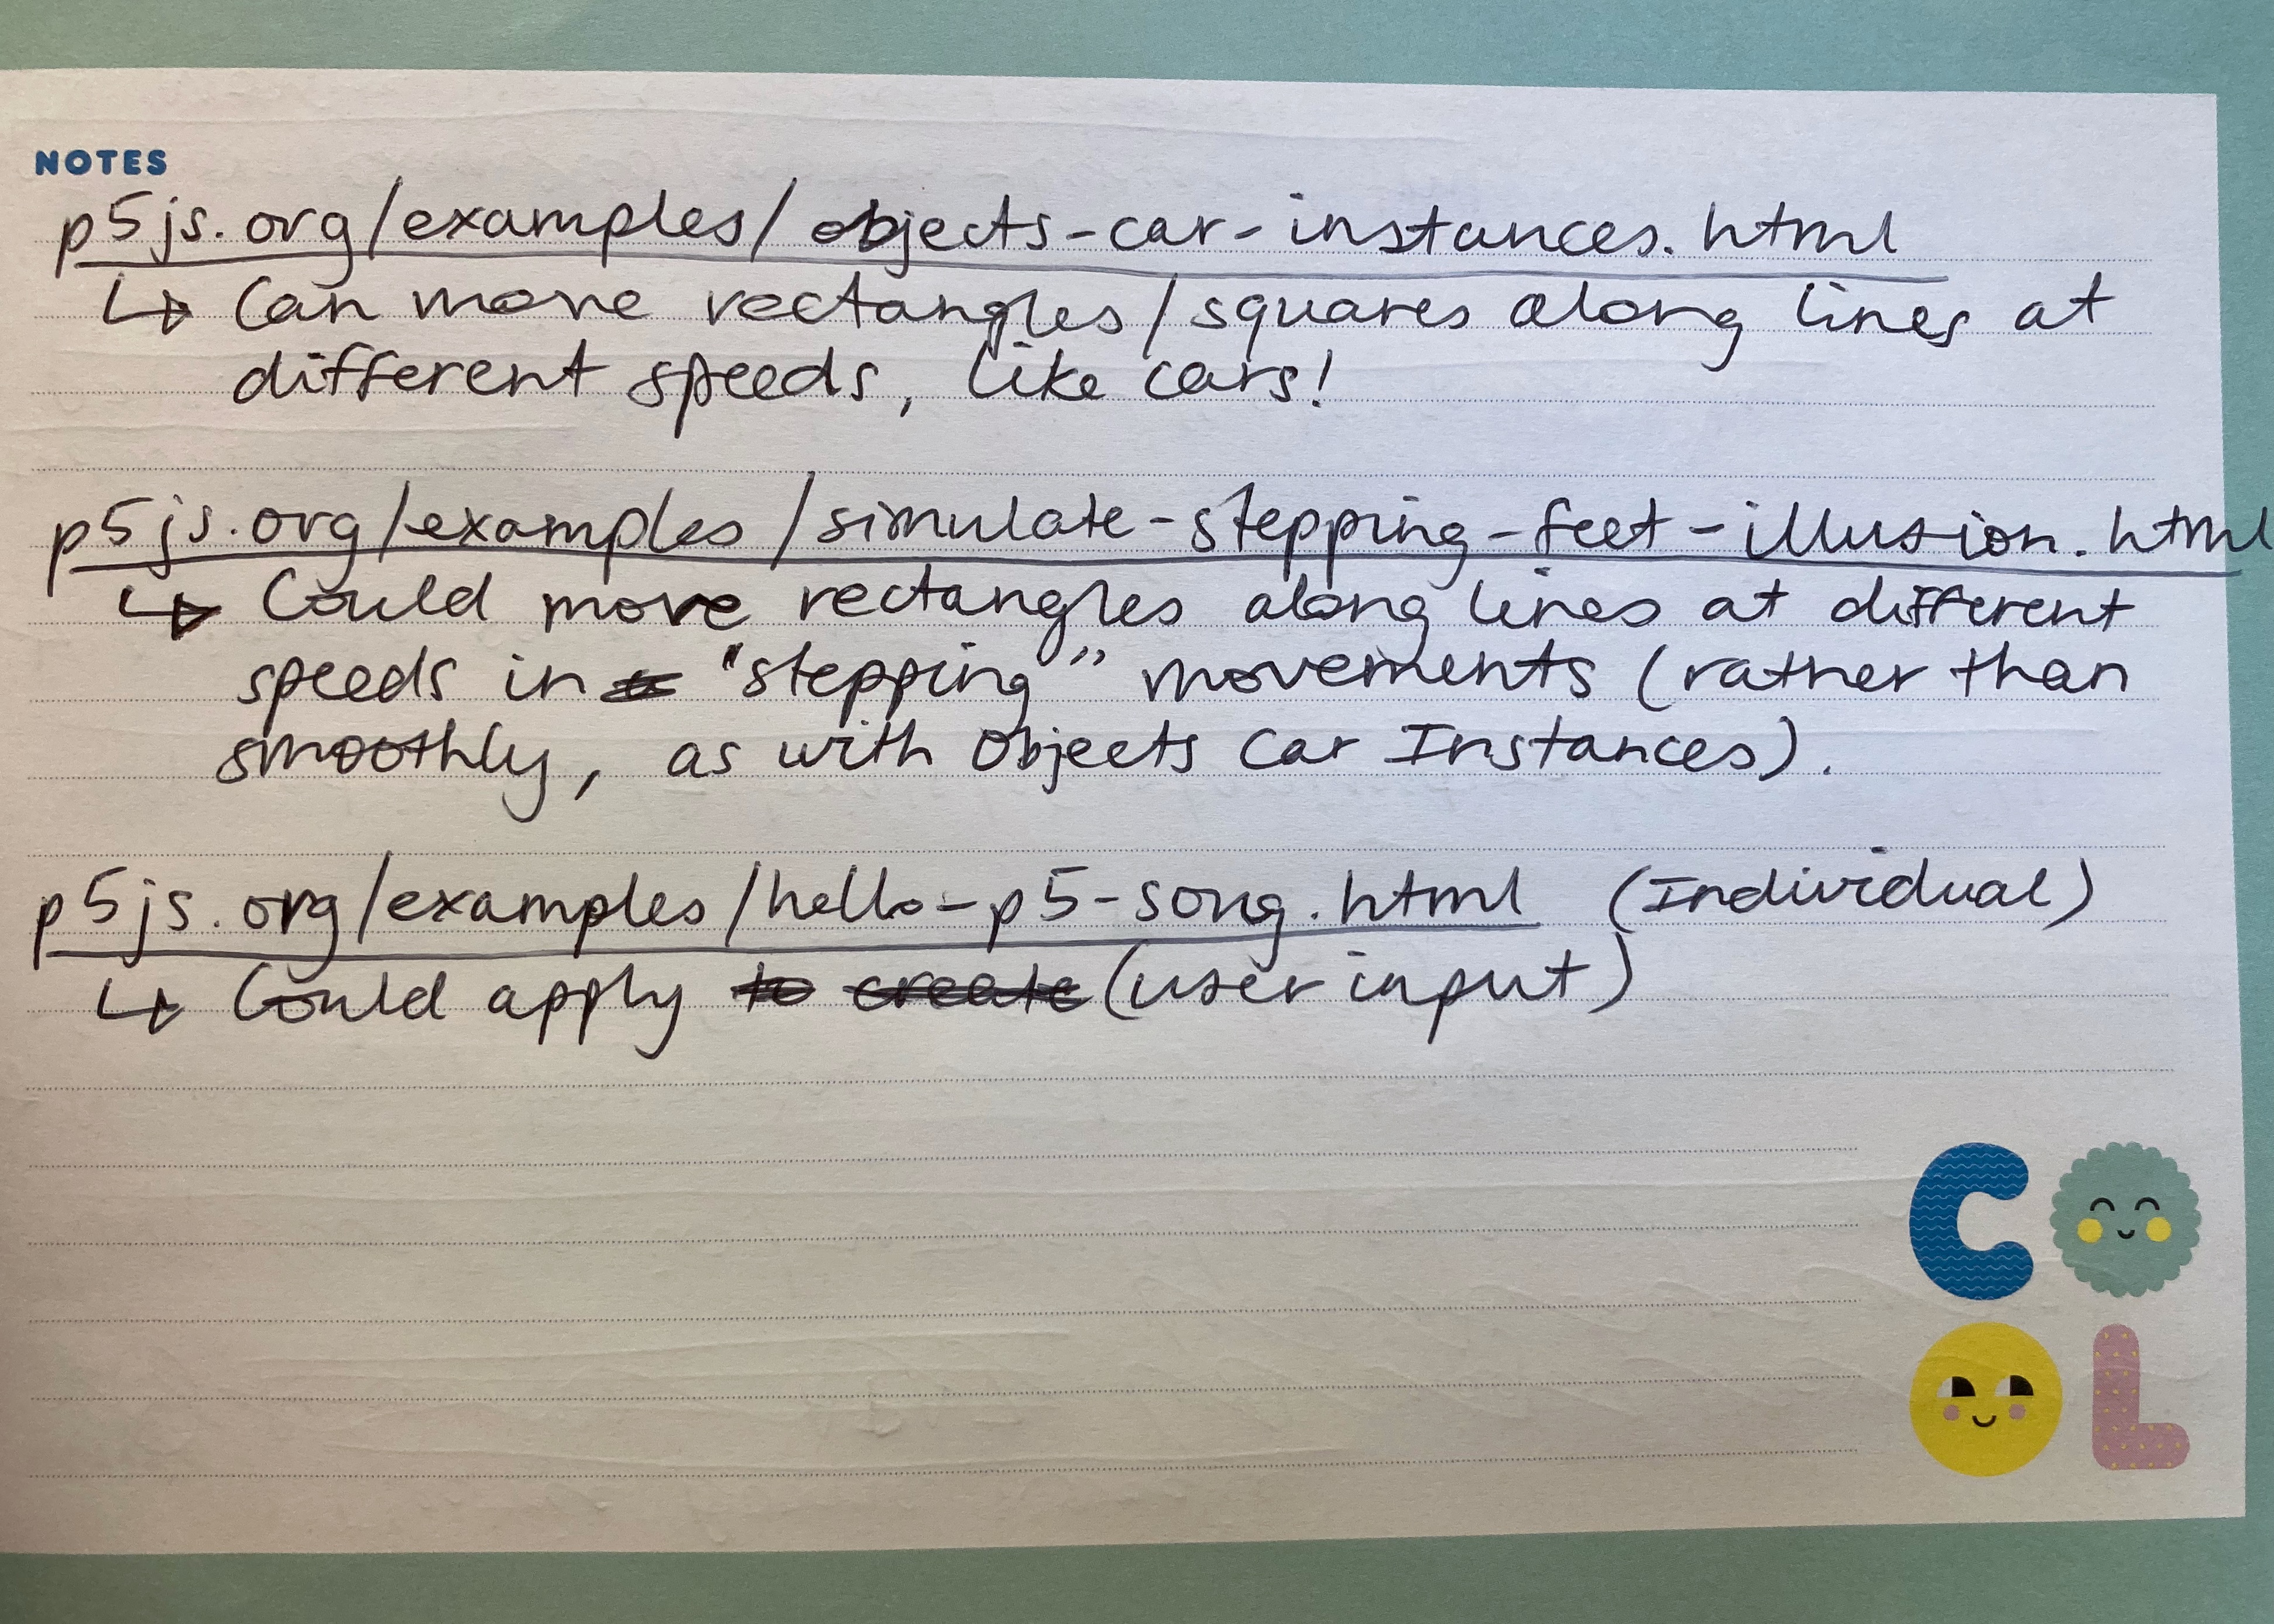 NOTES
p5js.org/examples/objects-car-instances.html
↳ Can move rectangles/squares along lines at
different speeds, like cars!
p5js.org/examples/simulate-stepping-feet-illusion.html
↳ Could move rectangles along lines at different
speeds in "stepping" movements (rather than
smoothly, as with Objects Car Instances).
p5js.org/examples/hello-p5-song.html (Individual)
↳ Could apply to create (user input)
COOL